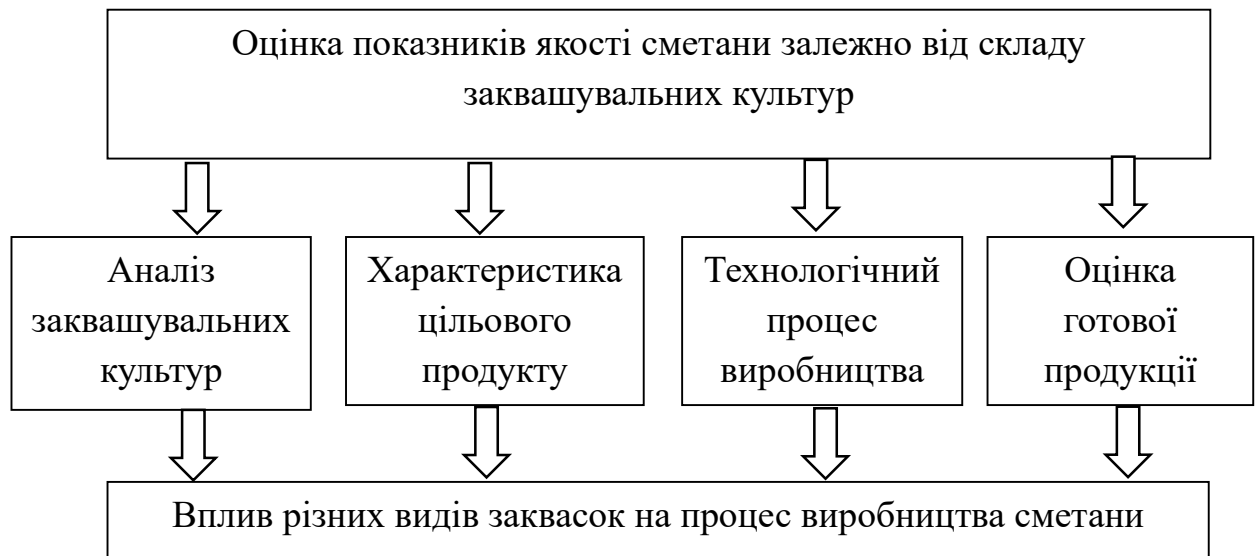 Оцінка показників якості сметани залежно від складу
заквашувальних культур
Аналіз
заквашувальних
культур
Характеристика
цільового
продукту
Технологічний
процес
виробництва
Оцінка
готової
продукції
Вплив різних видів заквасок на процес виробництва сметани